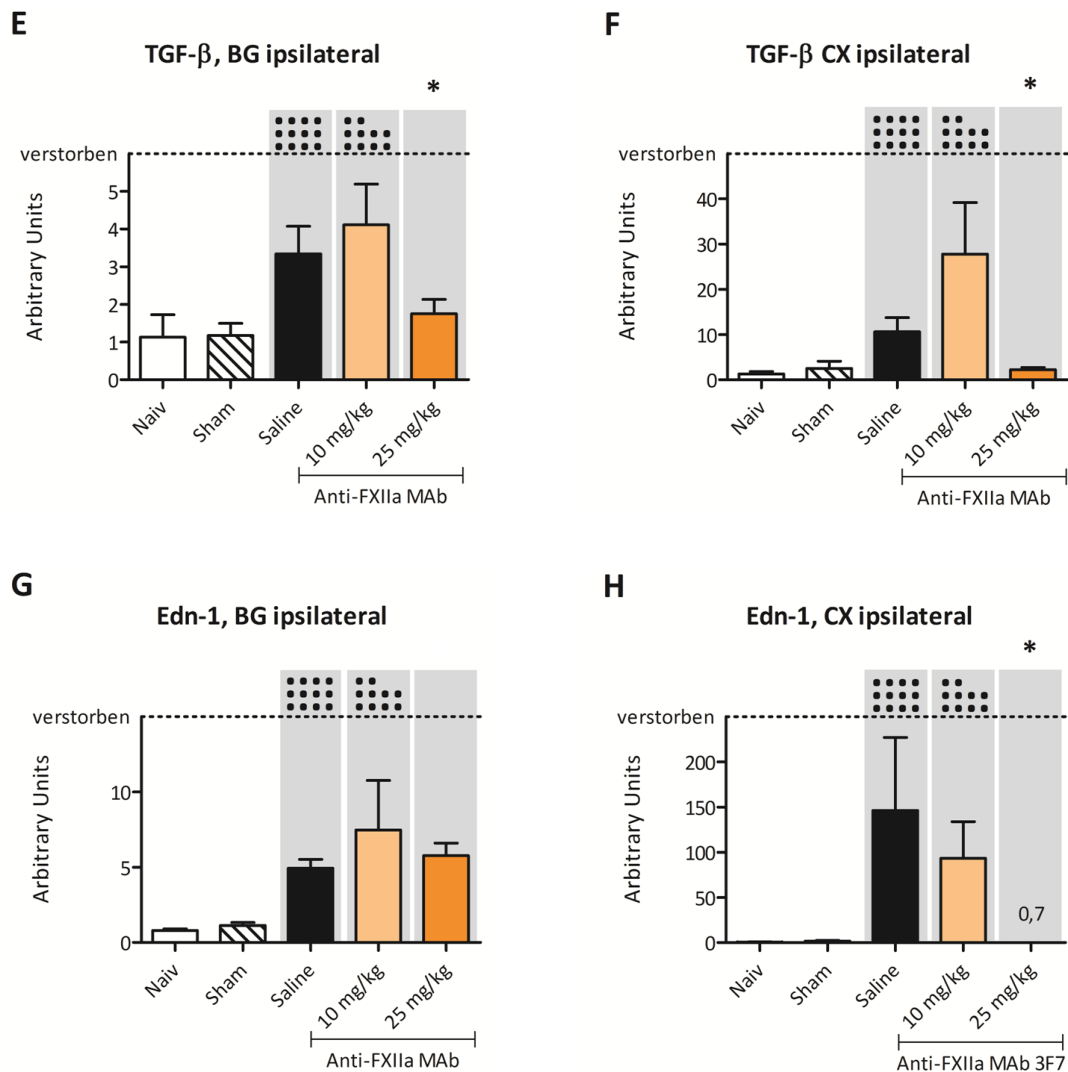 E
TGF-β, BG ipsilateral
*
verstorben
Arbitrary Units
5
4
3
2
1
0
Naiv
Sham
Saline
10 mg/kg
25 mg/kg
Anti-FXIIa MAb
F
TGF-β CX ipsilateral
*
verstorben
Arbitrary Units
40
30
20
10
0
Naiv
Sham
Saline
10 mg/kg
25 mg/kg
Anti-FXIIa MAb
G
Edn-1, BG ipsilateral
verstorben
Arbitrary Units
10
5
0
Naiv
Sham
Saline
10 mg/kg
25 mg/kg
Anti-FXIIa MAb
H
Edn-1, CX ipsilateral
*
verstorben
Arbitrary Units
200
150
100
50
0
0,7
Naiv
Sham
Saline
10 mg/kg
25 mg/kg
Anti-FXIIa MAb 3F7